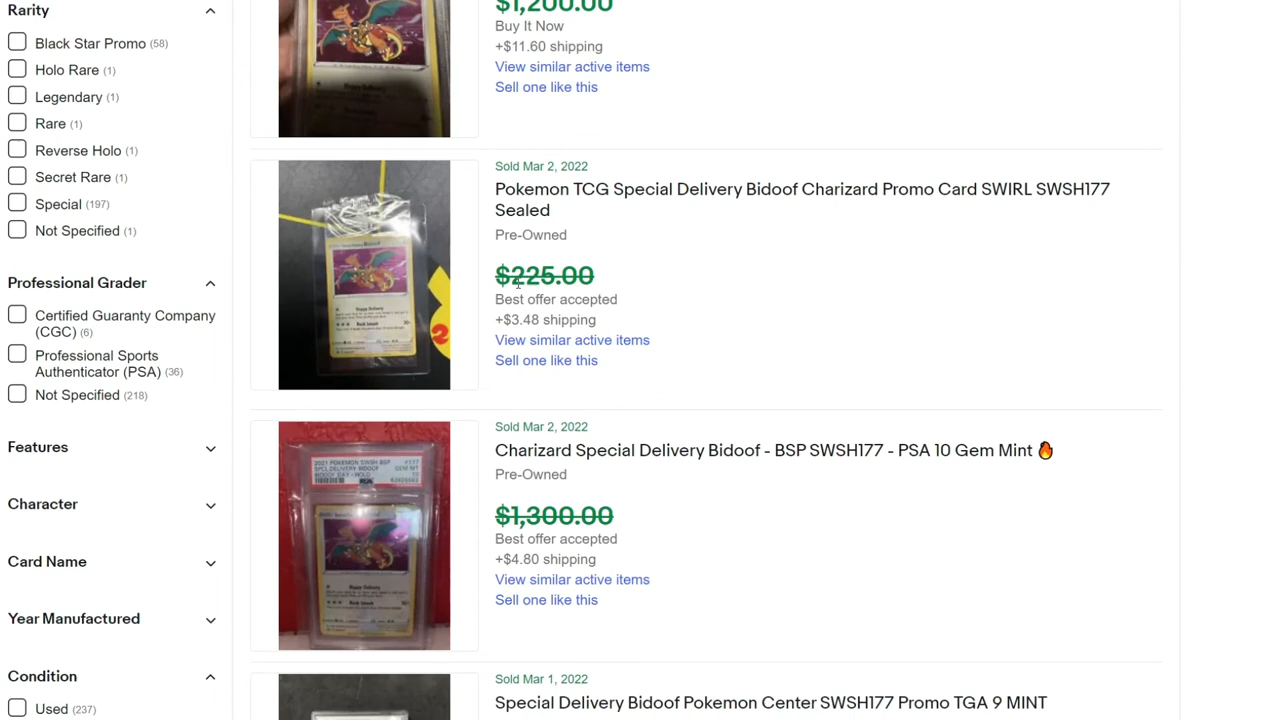 Rarity
Black Star Promo (58)
Holo Rare (1)
Legendary (1)
Rare (1)
Reverse Holo (1)
Secret Rare (1)
Special (197)
Not Specified (1)
Professional Grader
Certified Guaranty Company
(CGC) (6)
Professional Sports
Authenticator (PSA) (36)
Not Specified (218)
Features
Character
Card Name
Year Manufactured
Condition
Used (237)
$1,200.00
Buy It Now
+$11.60 shipping
View similar active items
Sell one like this
Sold Mar 2, 2022
Pokemon TCG Special Delivery Bidoof Charizard Promo Card SWIRL SWSH177
Sealed
Pre-Owned
$225.00
Best offer accepted
+$3.48 shipping
View similar active items
Sell one like this
Sold Mar 2, 2022
Charizard Special Delivery Bidoof - BSP SWSH177 - PSA 10 Gem Mint 🔥
Pre-Owned
$1,300.00
Best offer accepted
+$4.80 shipping
View similar active items
Sell one like this
Sold Mar 1, 2022
Special Delivery Bidoof Pokemon Center SWSH177 Promo TGA 9 MINT